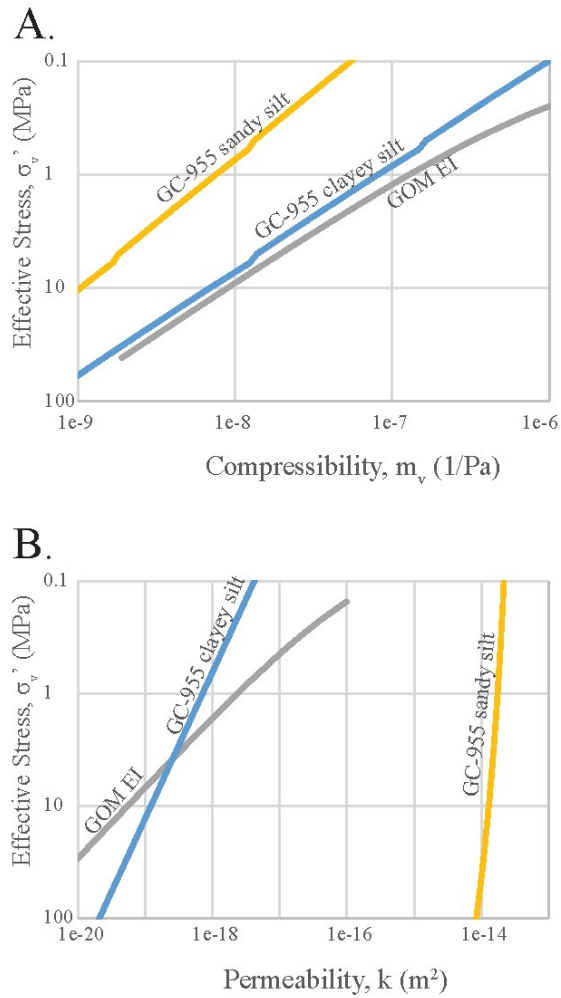 A.
0.1
1
10
100
Effective Stress, σv' (MPa)
GC-955 sandy silt
GC-955 clayey silt
GOM EI
1e-9 1e-8 1e-7 1e-6
Compressibility, mv (1/Pa)
B.
0.1
1
10
100
Effective Stress, σv' (MPa)
GC-955 clayey silt
GOM EI
GC-955 sandy silt
1e-20 1e-18 1e-16 1e-14
Permeability, k (m²)